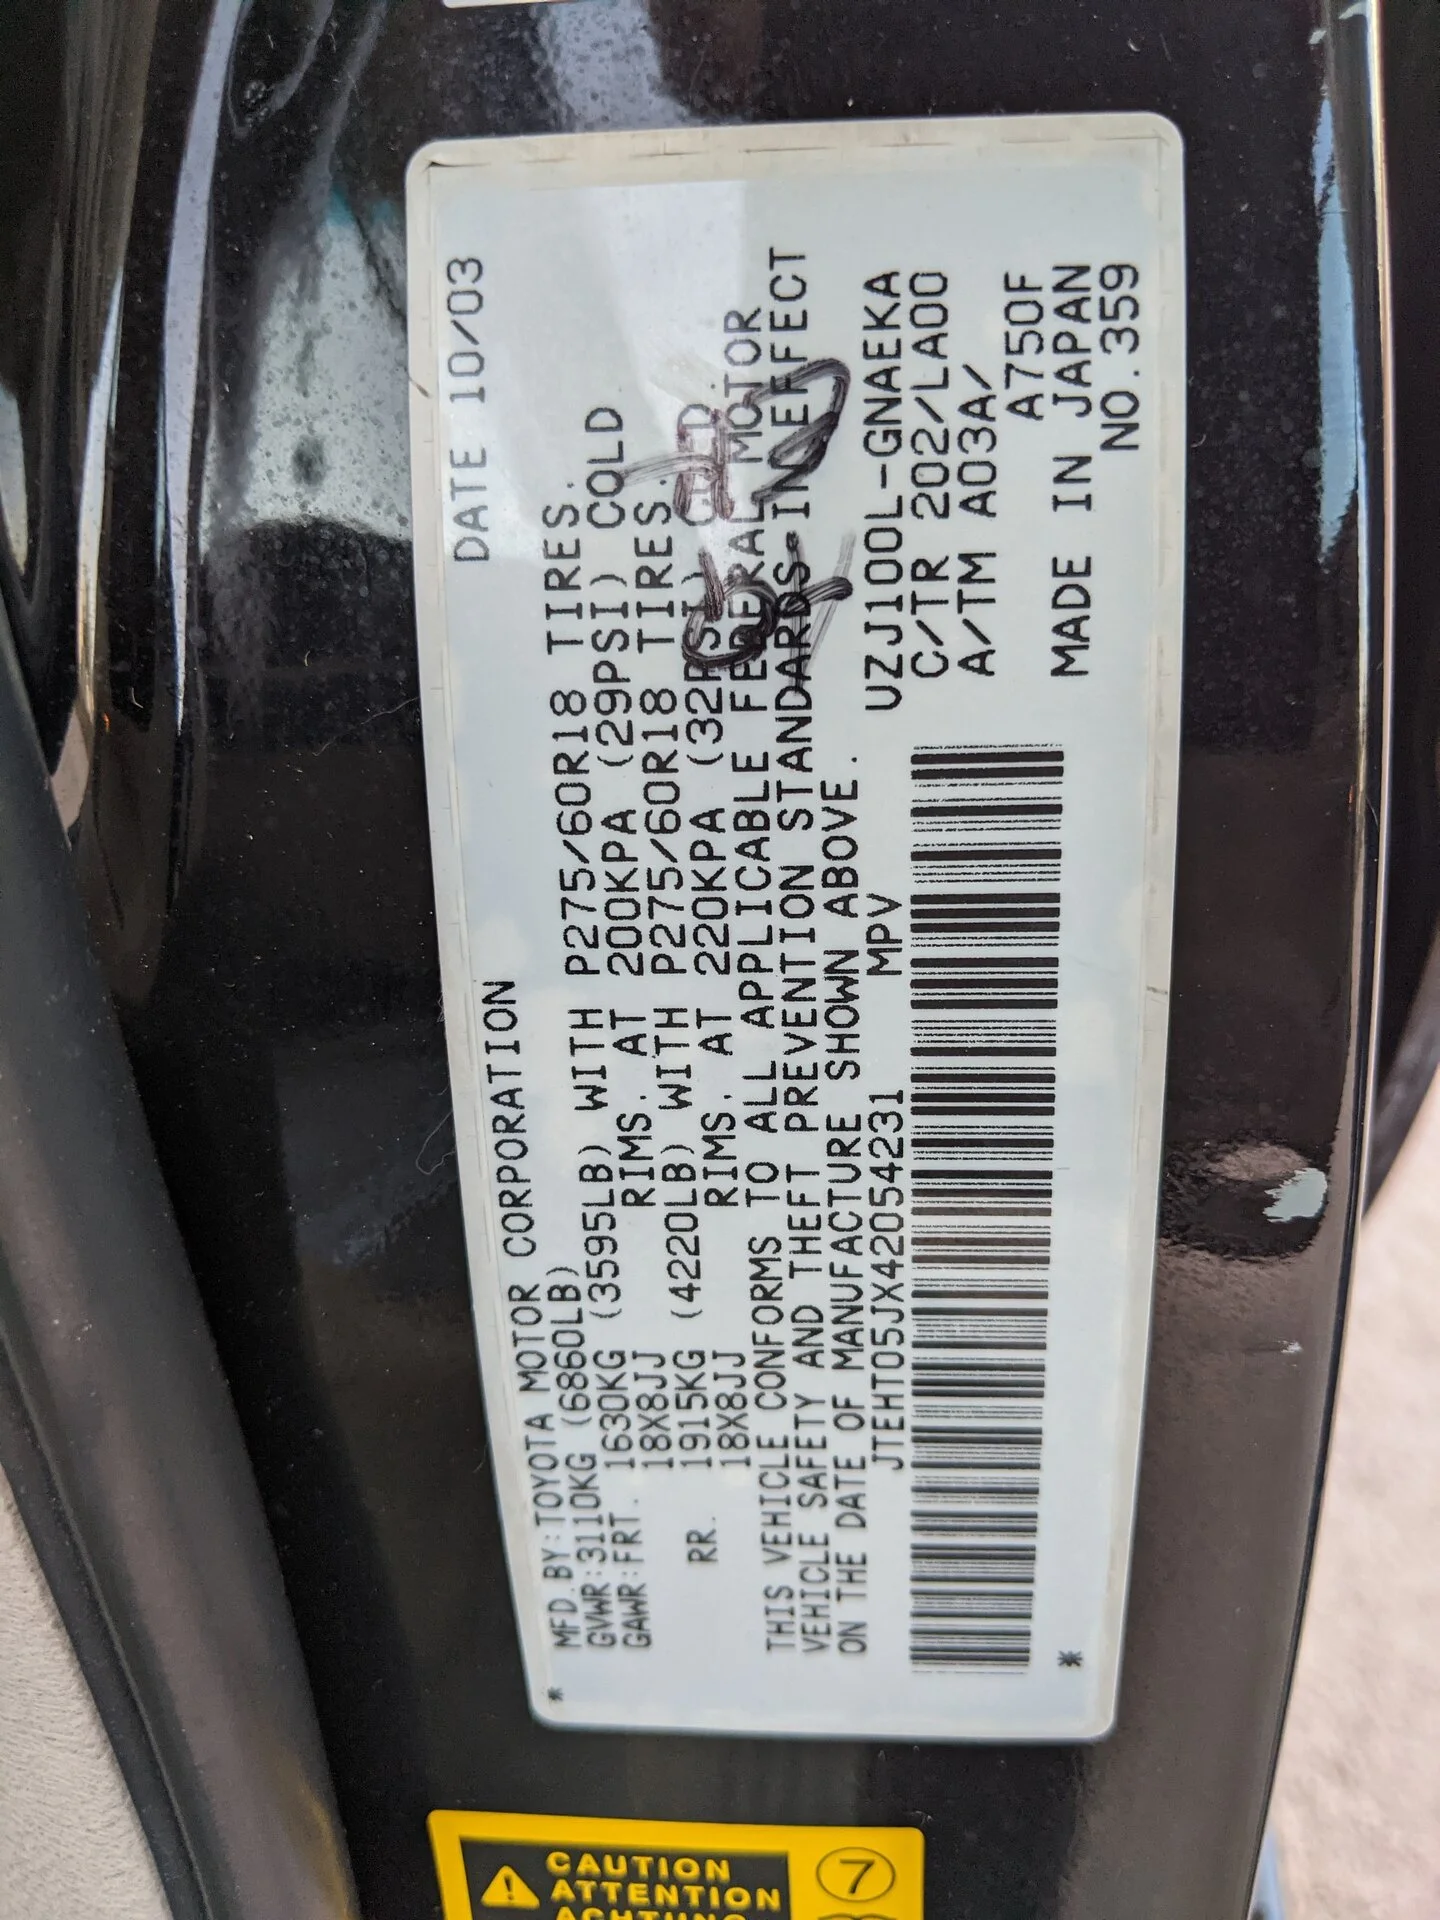 DATE 10/03
MFD.BY:TOYOTA MOTOR CORPORATION
GVWR:3110KG (6860LB)
GAWR:FRT. 1630KG (3595LB) WITH P275/60R18 TIRES.
18X8JJ RIMS. AT 200KPA (29PSI) COLD
RR. 1915KG (4220LB) WITH P275/60R18 TIRES.
18X8JJ RIMS. AT 220KPA (32PSI) COLD.
THIS VEHICLE CONFORMS TO ALL APPLICABLE FEDERAL MOTOR
VEHICLE SAFETY AND THEFT PREVENTION STANDARDS IN EFFECT
ON THE DATE OF MANUFACTURE SHOWN ABOVE.
JTEHT05JX42054231 MPV
UZJ100L-GNAEKA
C/TR 202/LA00
A/TM A03A/
A750F
MADE IN JAPAN
NO.359
* *
CAUTION
ATTENTION
ACHTUNG
7